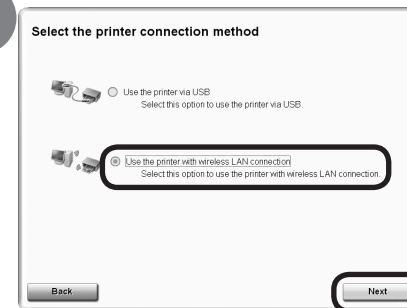 Select the printer connection method
Use the printer via USB
Select this option to use the printer via USB.
Use the printer with wireless LAN connection
Select this option to use the printer with wireless LAN connection.
Back
Next